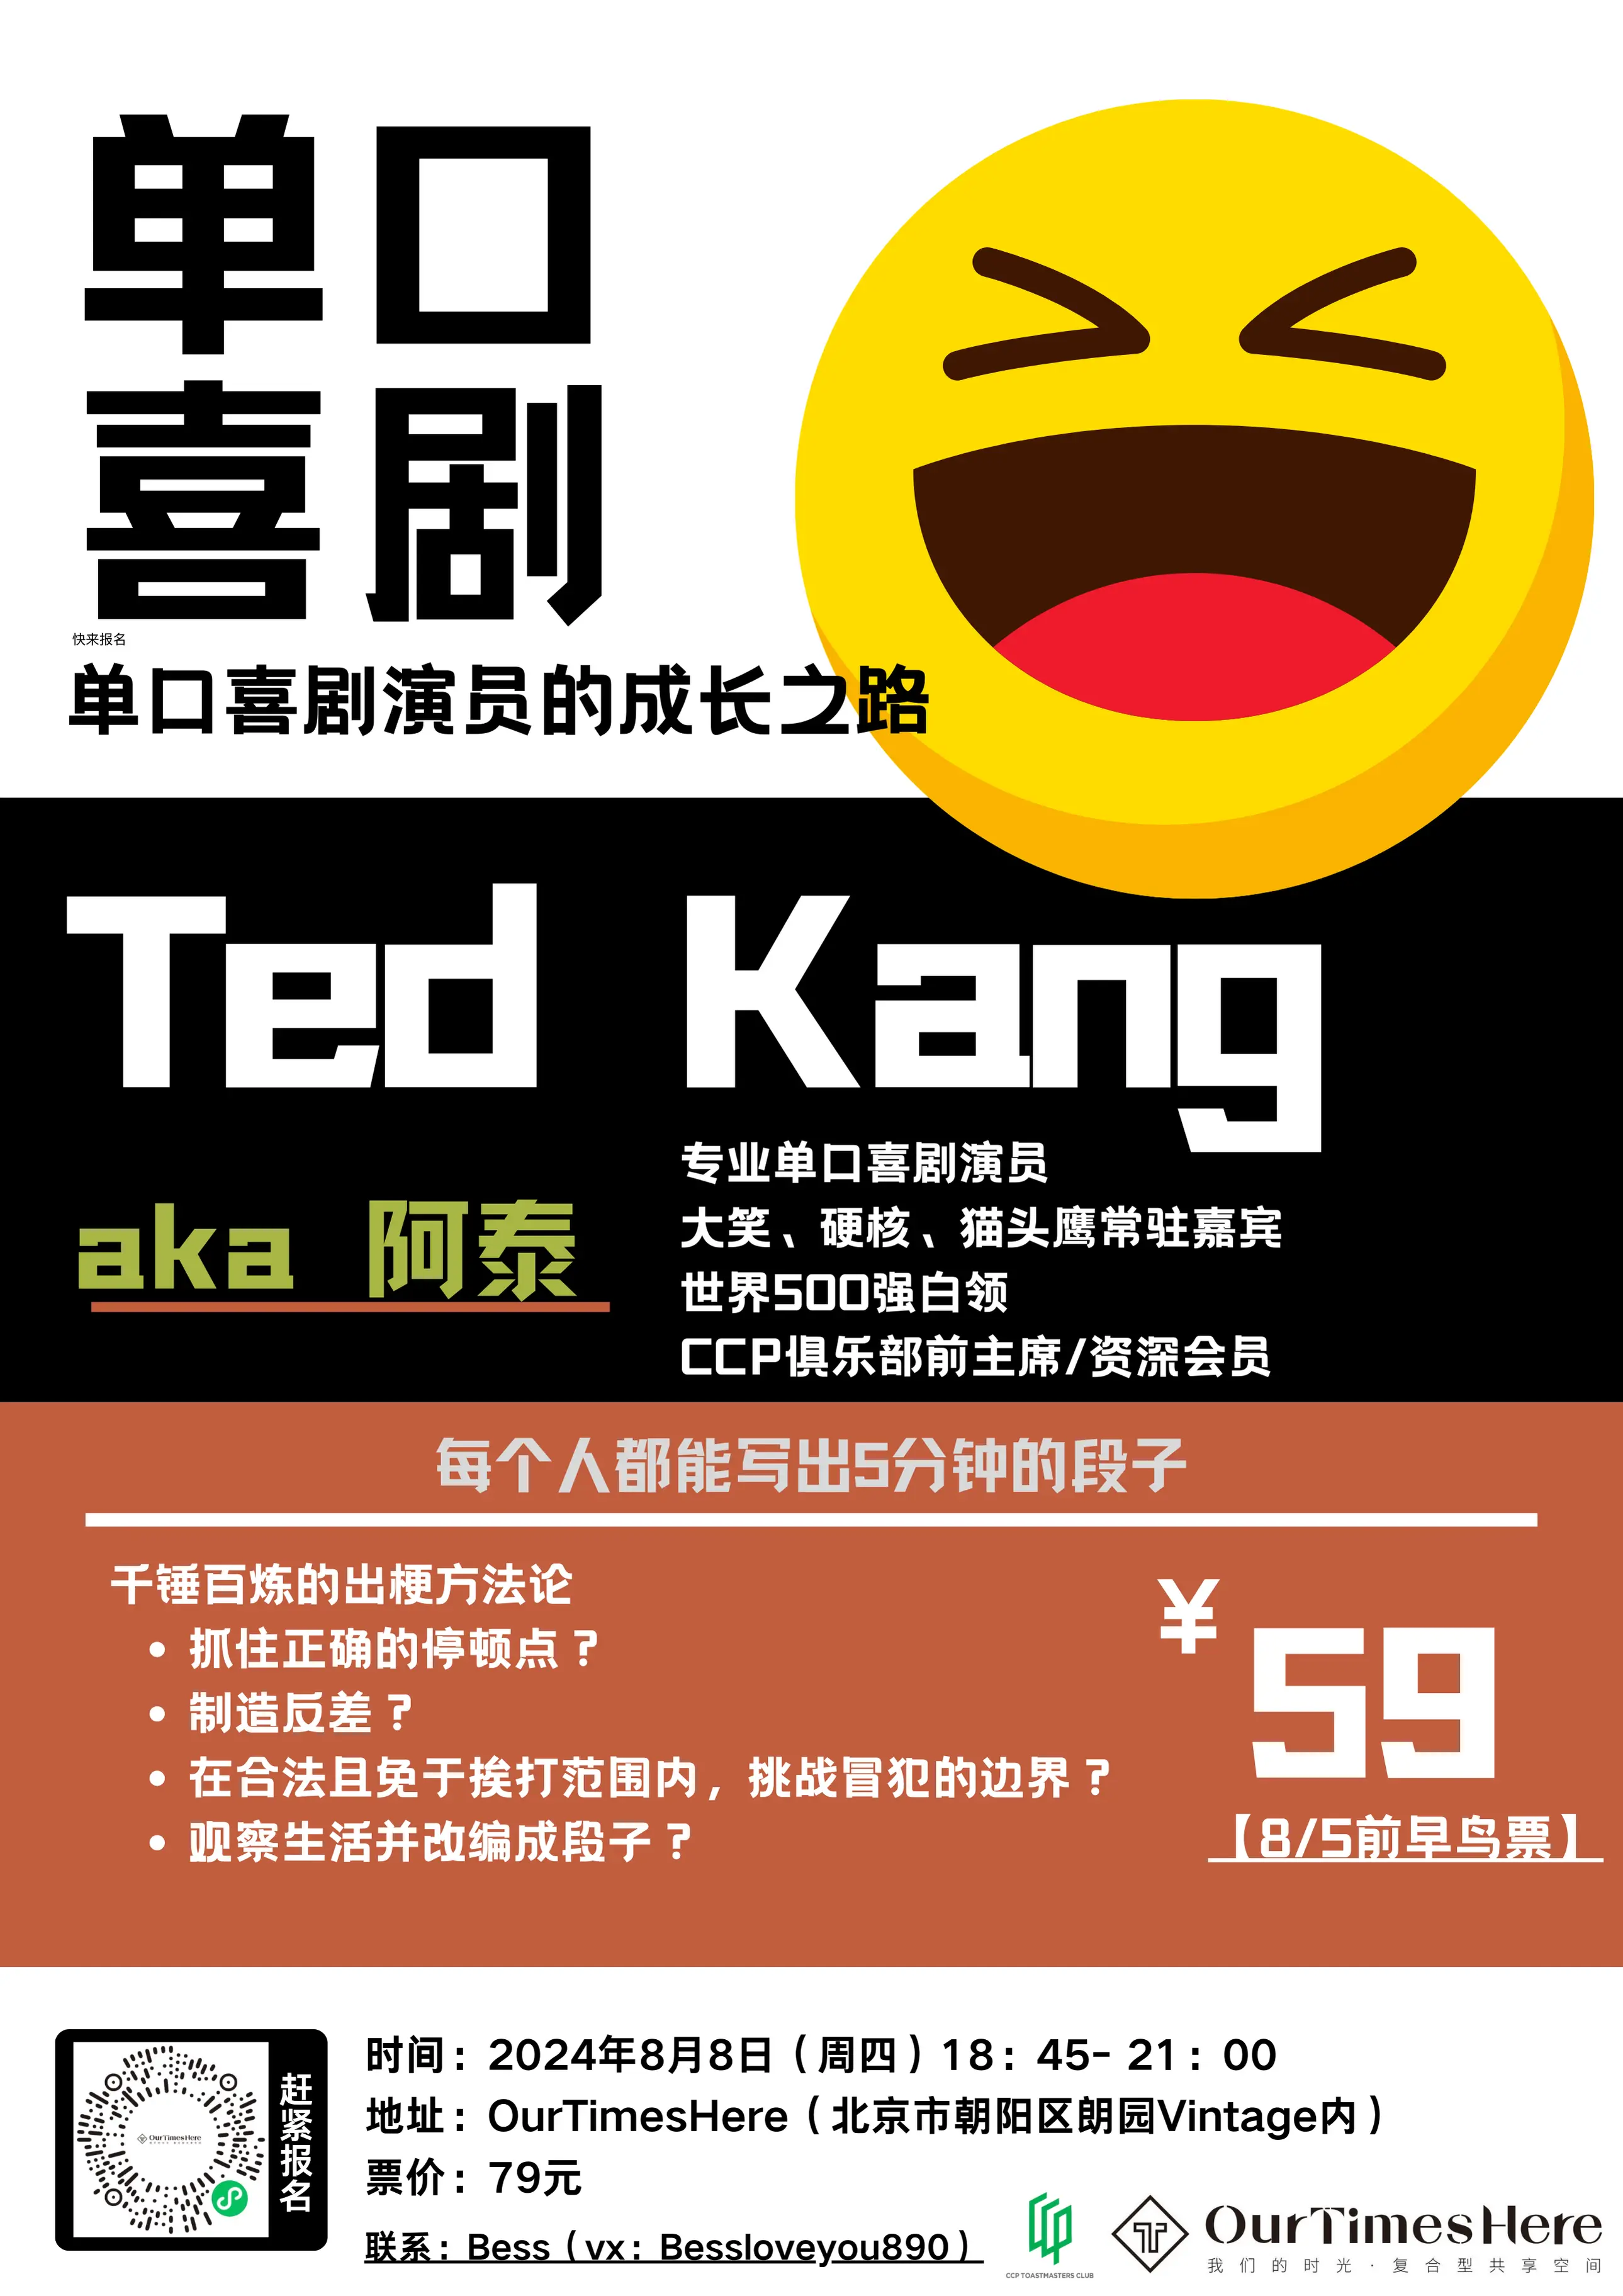 单口
喜剧
快来报名
单口喜剧演员的成长之路
Ted Kang
aka 阿泰
专业单口喜剧演员
大笑、硬核、猫头鹰常驻嘉宾
世界500强白领
CCP俱乐部前主席/资深会员
每个人都能写出5分钟的段子
千锤百炼的出梗方法论
• 抓住正确的停顿点？
• 制造反差？
• 在合法且免于挨打范围内，挑战冒犯的边界？
• 观察生活并改编成段子？
¥59
【8/5前早鸟票】
OurTimesHere
赶紧报名
时间：2024年8月8日（周四）18：45- 21：00
地址：OurTimesHere（北京市朝阳区朗园Vintage内）
票价：79元
联系：Bess（vx：Bessloveyou890）
CCP TOASTMASTERS CLUB
OurTimesHere
我们的时光·复合型共享空间